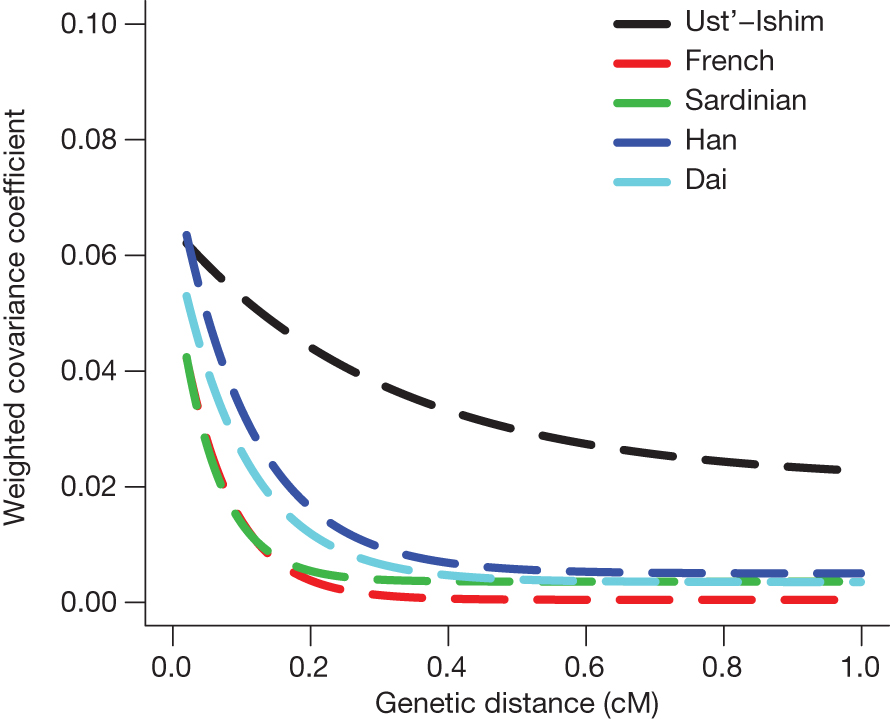 Weighted covariance coefficient
0.10
0.08
0.06
0.04
0.02
0.00
Ust’–Ishim
French
Sardinian
Han
Dai
0.0 0.2 0.4 0.6 0.8 1.0
Genetic distance (cM)